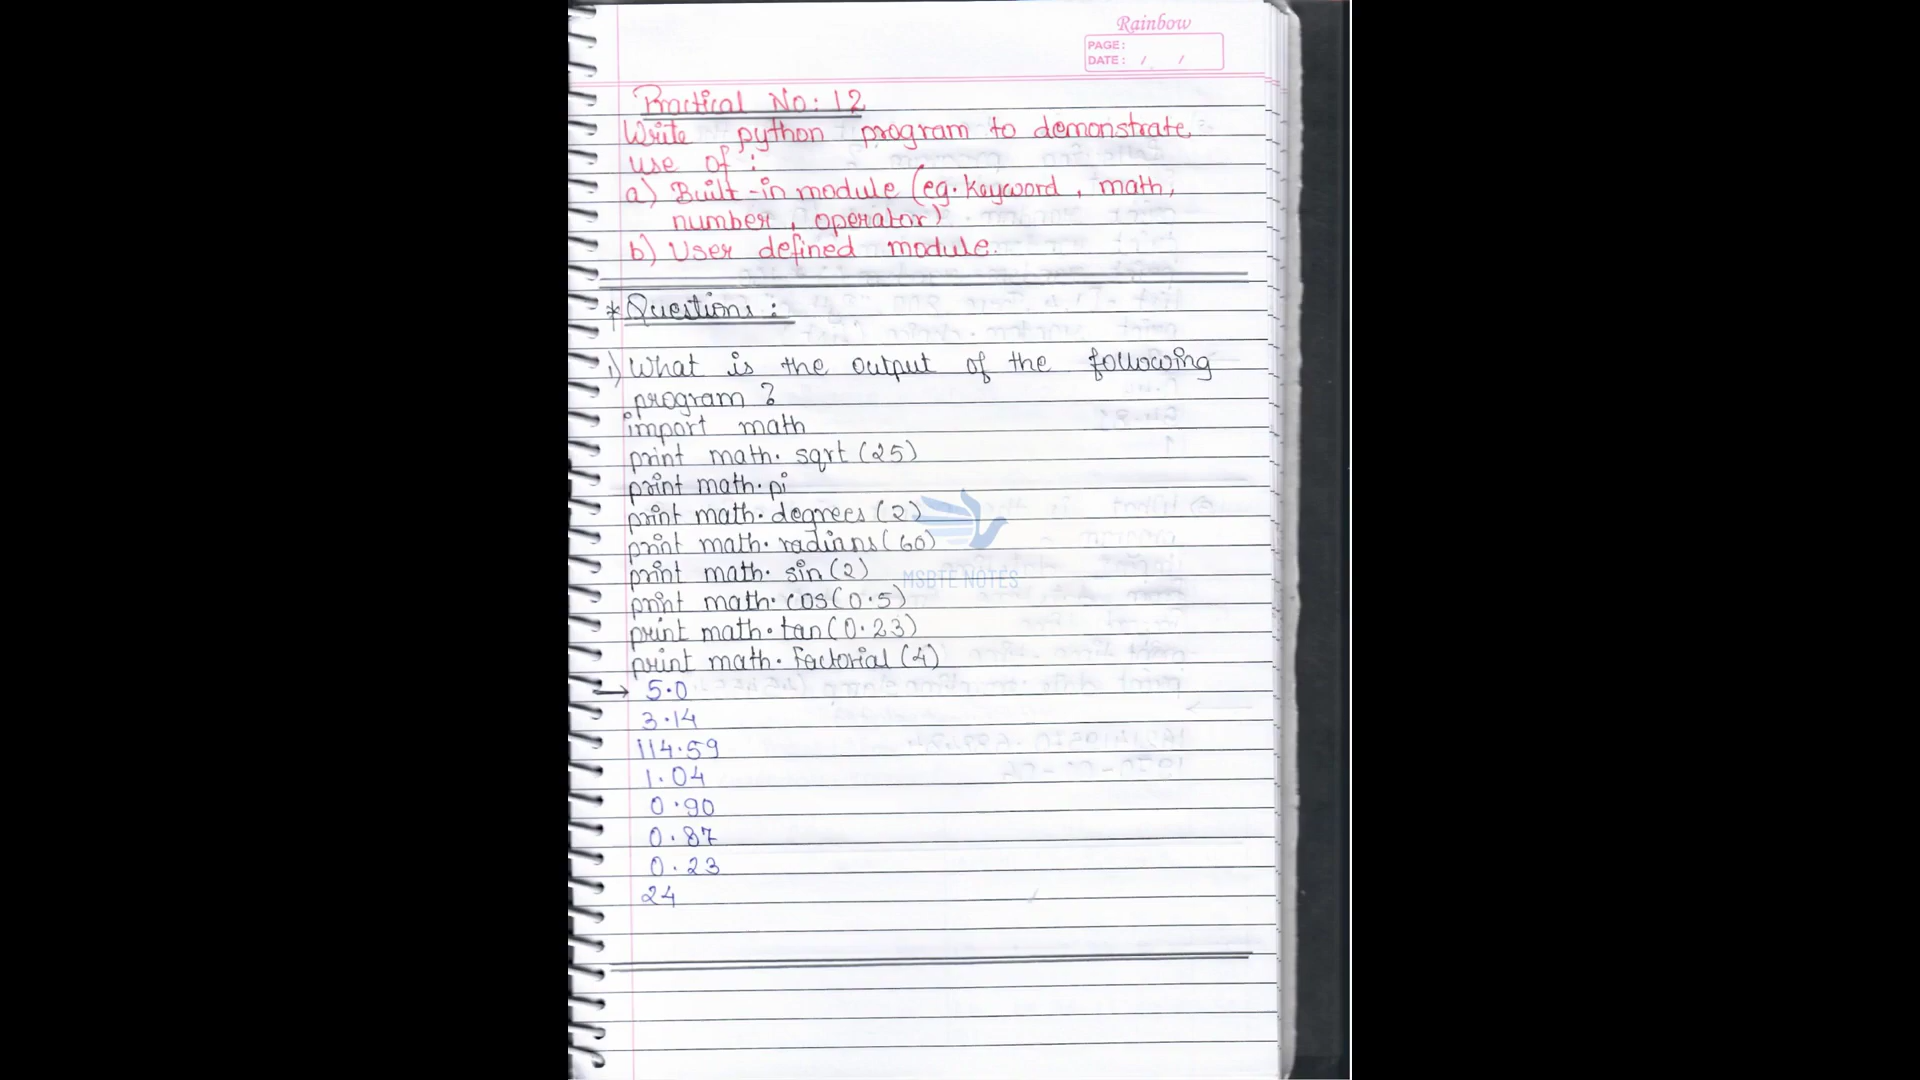 Rainbow
PAGE:
DATE: / /
Practical No: 12
Write python program to demonstrate
use of :
a) Built-in module (eg. keyword, math,
number, operator)
b) User defined module.
* Questions :
1) What is the output of the following
program ?
import math
print math. sqrt (25)
print math.pi
print math. degrees (2)
print math. radians (60)
print math. sin (2)
print math. cos (0.5)
print math. tan (0.23)
print math. Factorial (4)
→ 5.0
3.14
114.59
1.04
0.90
0.87
0.23
24
MSBTE NOTES